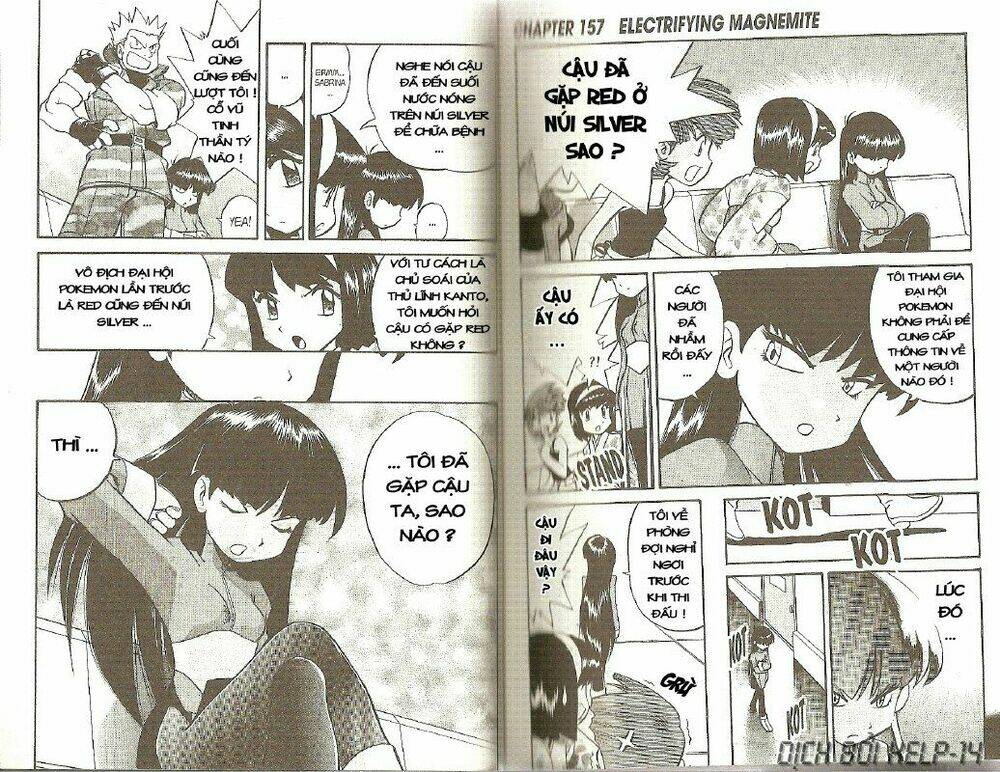 CUỐI
CÙNG
CŨNG ĐẾN
LƯỢT TÔI !
CỔ VŨ
TINH
THẦN TÝ
NÀO !
YEA!
...
ERMM...
SABRINA
NGHE NÓI CẬU
ĐÃ ĐẾN SUỐI
NƯỚC NÓNG
TRÊN NÚI SILVER
ĐỂ CHỮA BỆNH
...
...
VÔ ĐỊCH ĐẠI HỘI
POKEMON LẦN TRƯỚC
LÀ RED CŨNG ĐẾN NÚI
SILVER ...
VỚI TƯ CÁCH LÀ
CHỦ SOÁI CỦA
THỦ LĨNH KANTO,
TÔI MUỐN HỎI
CẬU CÓ GẶP RED
KHÔNG ?
THÌ ...
... TÔI ĐÃ
GẶP CẬU
TA, SAO
NÀO ?
CHAPTER 157 ELECTRIFYING MAGNEMITE
CẬU ĐÃ
GẶP RED Ở
NÚI SILVER
SAO ?
CẬU
ẤY CÓ
...
?!
STAND
CÁC
NGƯƠI
ĐÃ
NHẦM
RỒI ĐẤY
...
TÔI THAM GIA
ĐẠI HỘI
POKEMON
KHÔNG PHẢI ĐỂ
CUNG CẤP
THÔNG TIN VỀ
MỘT NGƯỜI
NÀO ĐÓ !
CẬU
ĐI
ĐÂU
VẬY
?
TÔI VỀ
PHÒNG
ĐỢI NGHỈ
NGƠI
TRƯỚC
KHI THI
ĐẤU !
GRỪ
KOT
KOT
KOT
KOT
LÚC
ĐÓ
...
DỊCH BỞI KELP-14